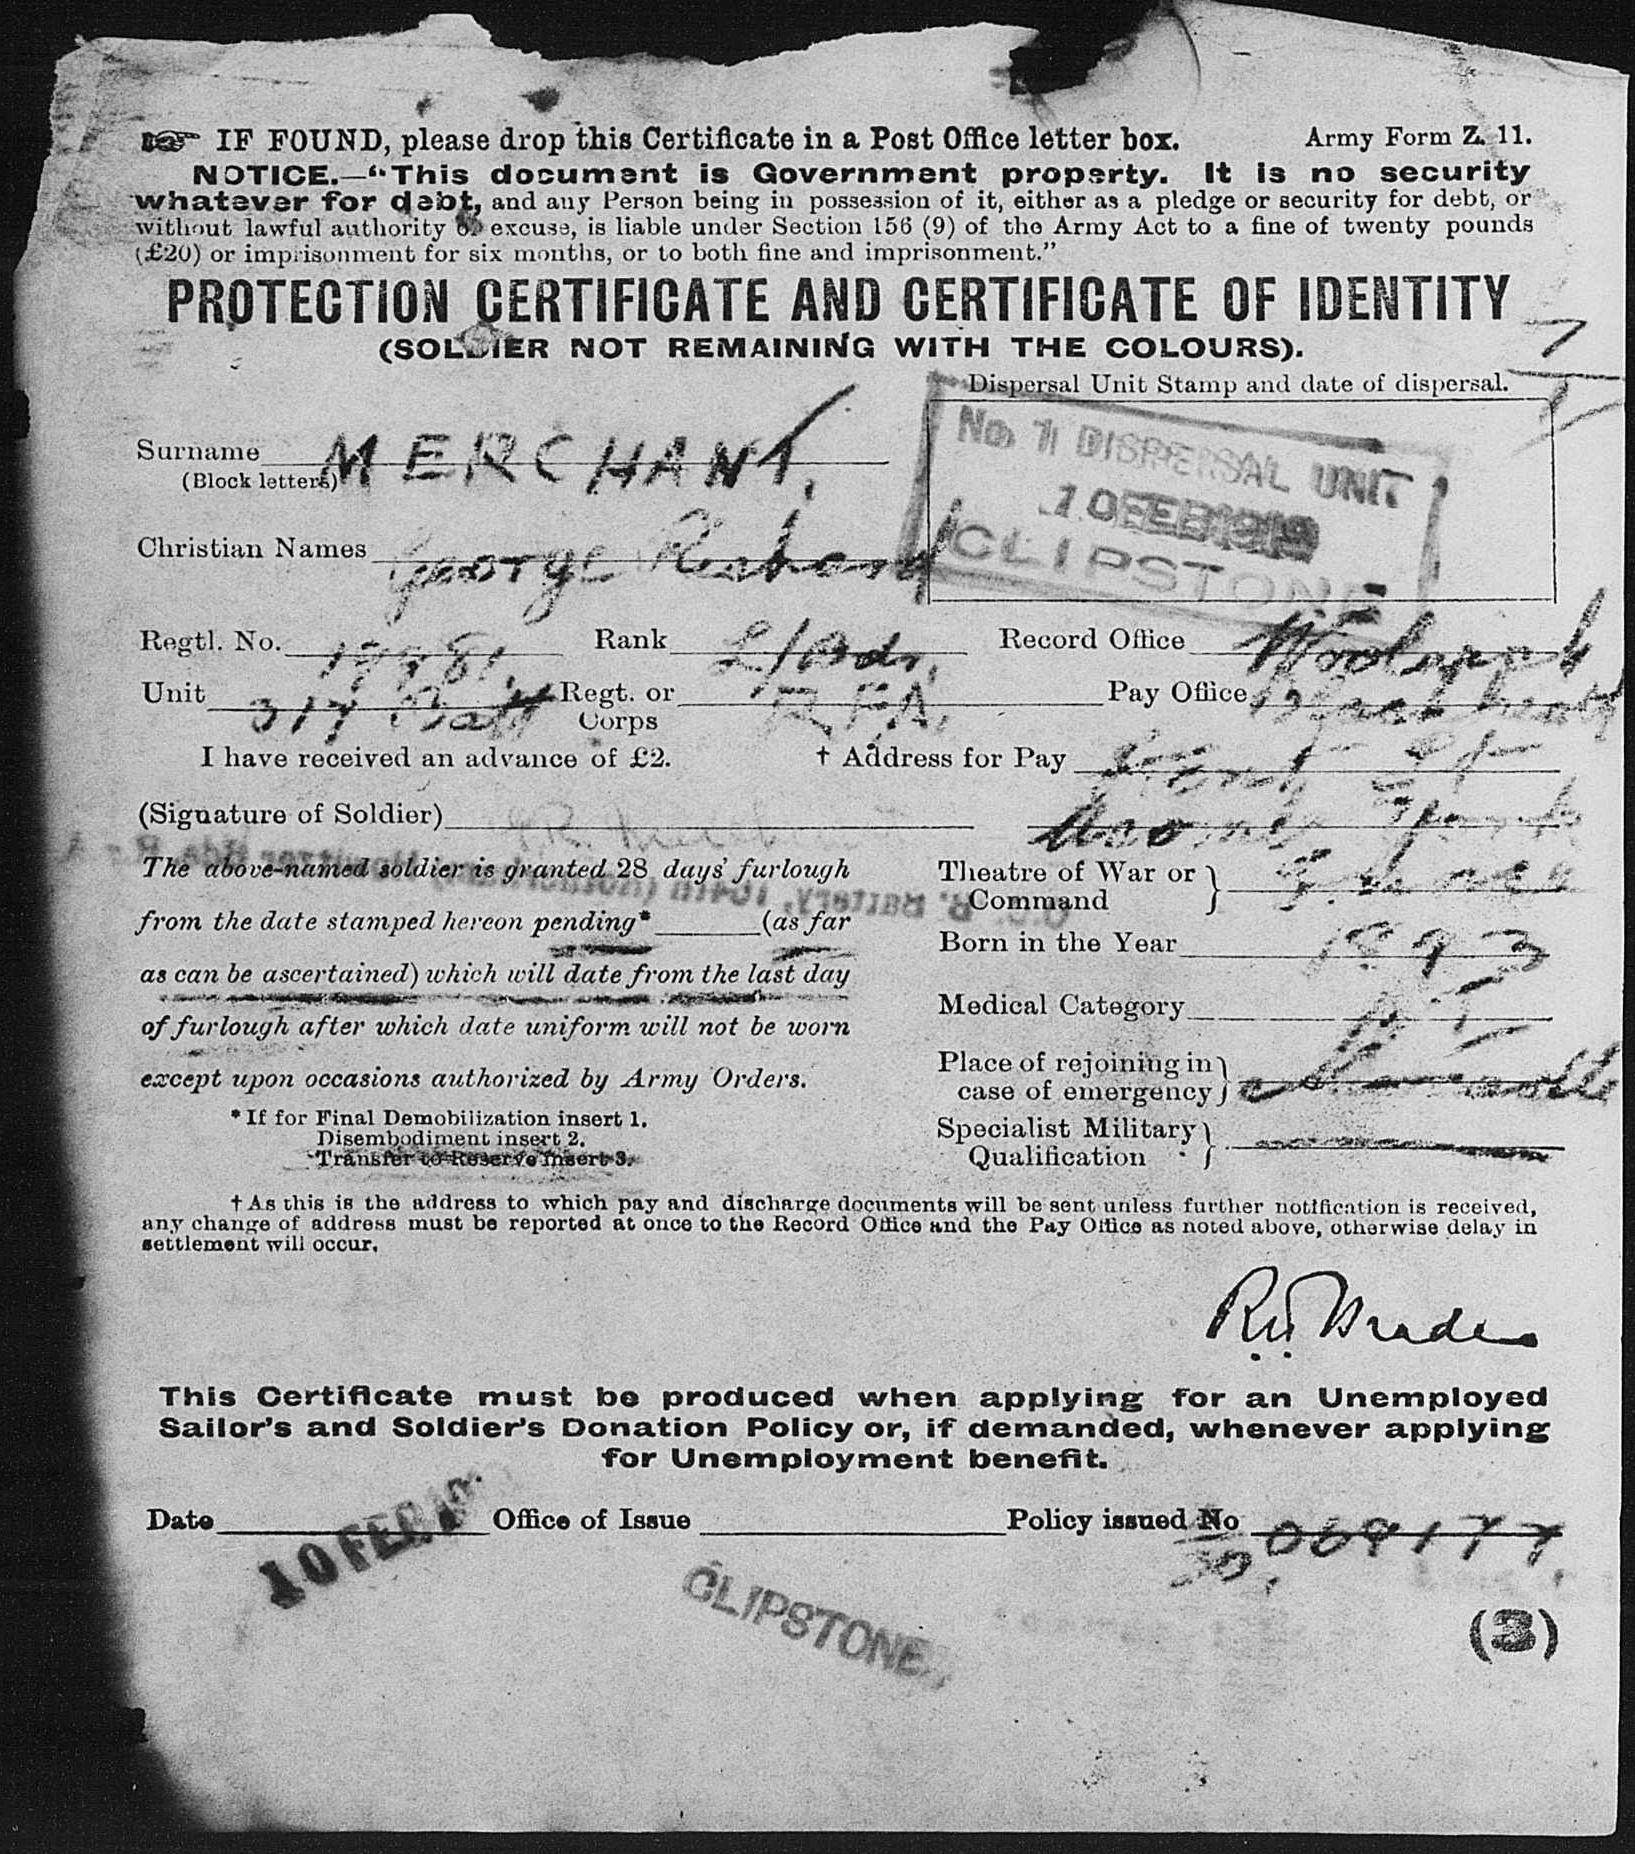 IF FOUND, please drop this Certificate in a Post Office letter box. Army Form Z. 11.
NOTICE.—"This document is Government property. It is no security
whatever for debt, and any Person being in possession of it, either as a pledge or security for debt, or
without lawful authority or excuse, is liable under Section 156 (9) of the Army Act to a fine of twenty pounds
(£20) or imprisonment for six months, or to both fine and imprisonment."
PROTECTION CERTIFICATE AND CERTIFICATE OF IDENTITY
(SOLDIER NOT REMAINING WITH THE COLOURS).
Dispersal Unit Stamp and date of dispersal.
No. 1 DISPERSAL UNIT
10 FEB 1919
CLIPSTONE
Surname MERCHANT.
(Block letters)
Christian Names George Richard
Regtl. No. Rank L/Bdr. Record Office Woolwich
Unit 317 Batt Regt. or Corps R.F.A. Pay Office Blackheath
I have received an advance of £2. † Address for Pay
(Signature of Soldier)
The above-named soldier is granted 28 days' furlough
from the date stamped hereon pending* (as far
as can be ascertained) which will date from the last day
of furlough after which date uniform will not be worn
except upon occasions authorized by Army Orders.
* If for Final Demobilization insert 1.
Disembodiment insert 2.
Transfer to Reserve insert 3.
Theatre of War or Command France
Born in the Year 1893
Medical Category
Place of rejoining in case of emergency
Specialist Military Qualification
† As this is the address to which pay and discharge documents will be sent unless further notification is received,
any change of address must be reported at once to the Record Office and the Pay Office as noted above, otherwise delay in
settlement will occur.
This Certificate must be produced when applying for an Unemployed
Sailor's and Soldier's Donation Policy or, if demanded, whenever applying
for Unemployment benefit.
Date 10 FEB Office of Issue CLIPSTONE Policy issued No 069177.
(3)